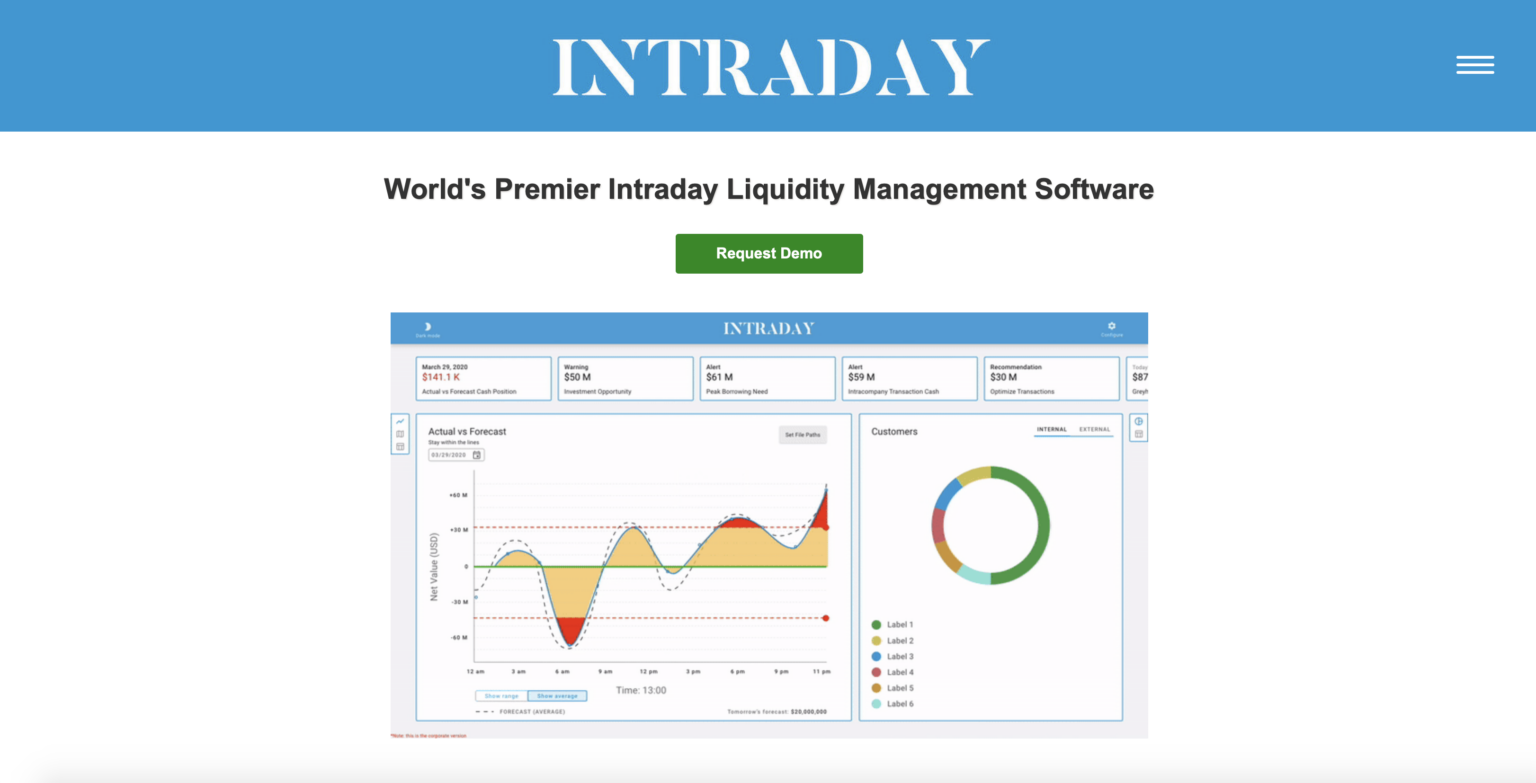 INTRADAY
World's Premier Intraday Liquidity Management Software
Request Demo
Dark mode
INTRADAY
Configure
March 29, 2020
$141.1 K
Actual vs Forecast Cash Position
Warning
$50 M
Investment Opportunity
Alert
$61 M
Peak Borrowing Need
Alert
$59 M
Intracompany Transaction Cash
Recommendation
$30 M
Optimize Transactions
Today
$87
Greyh
Actual vs Forecast
Stay within the lines
03/29/2020
Set File Paths
Net Value (USD)
+60 M
+30 M
0
-30 M
-60 M
12 am 3 am 6 am 9 am 12 pm 3 pm 6 pm 9 pm 11 pm
Show range Show average
Time: 13:00
FORECAST (AVERAGE)
Tomorrow's forecast: $20,000,000
Customers
INTERNAL EXTERNAL
Label 1
Label 2
Label 3
Label 4
Label 5
Label 6
*Note: this is the corporate version